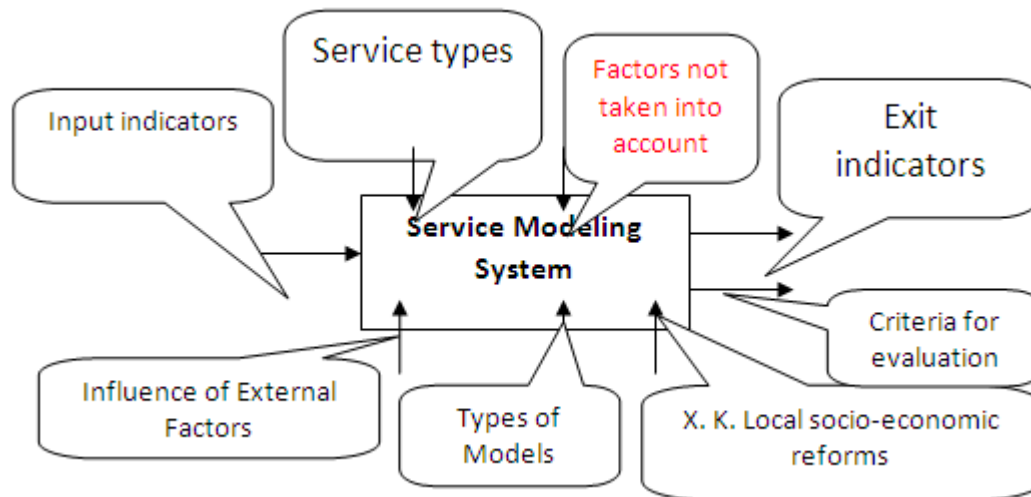 Service types
Factors not
taken into
account
Input indicators
Exit
indicators
Service Modeling
System
Criteria for
evaluation
Influence of External
Factors
Types of
Models
X. K. Local socio-economic
reforms